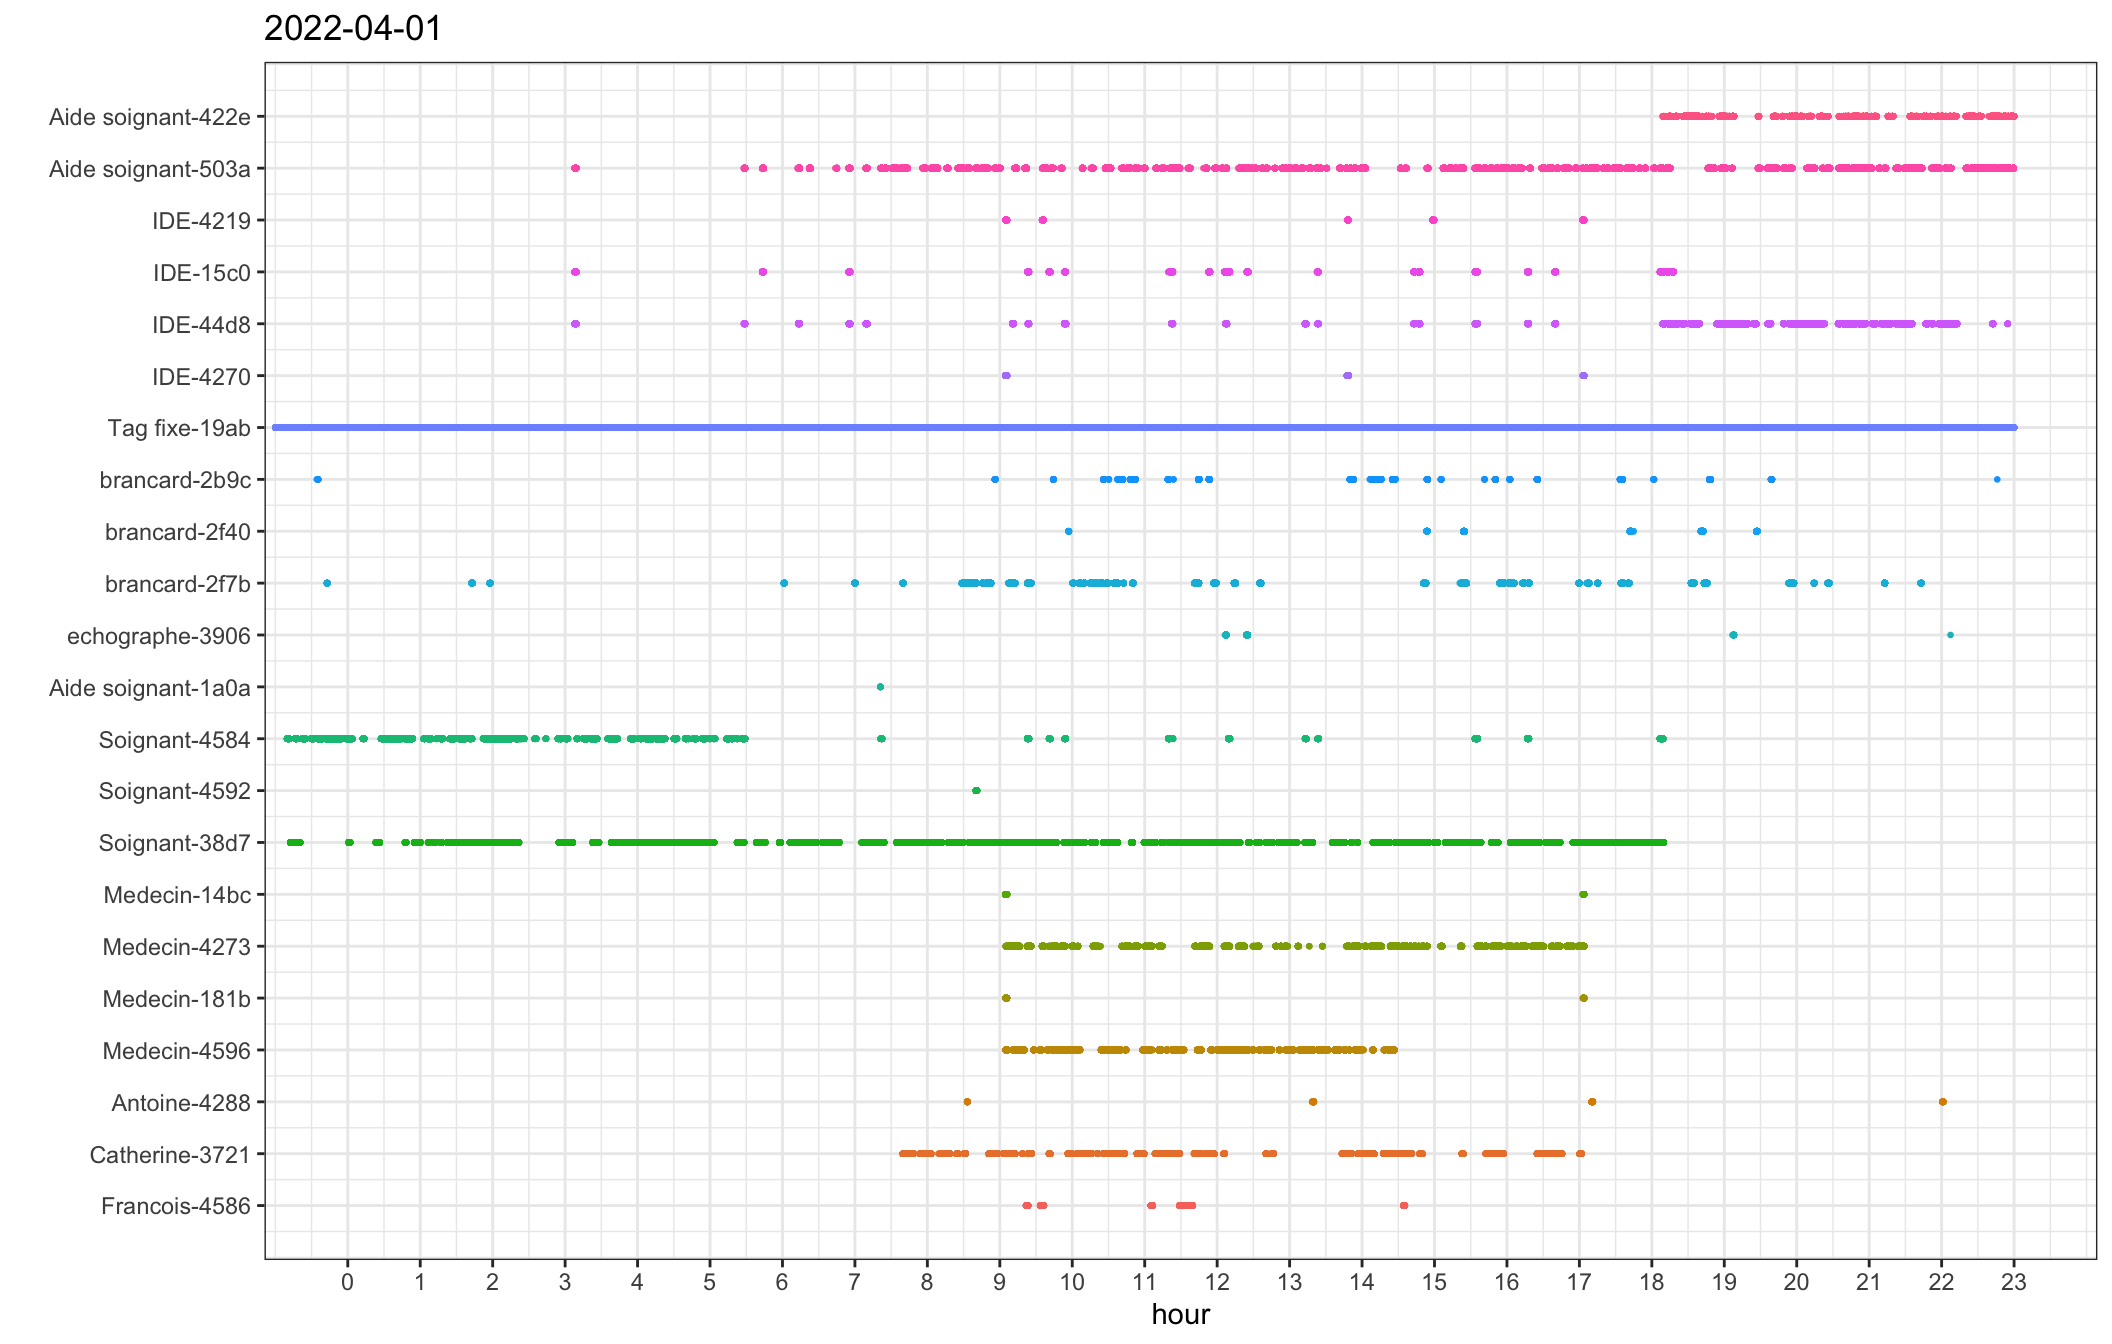 2022-04-01
Aide soignant-422e
Aide soignant-503a
IDE-4219
IDE-15c0
IDE-44d8
IDE-4270
Tag fixe-19ab
brancard-2b9c
brancard-2f40
brancard-2f7b
echographe-3906
Aide soignant-1a0a
Soignant-4584
Soignant-4592
Soignant-38d7
Medecin-14bc
Medecin-4273
Medecin-181b
Medecin-4596
Antoine-4288
Catherine-3721
Francois-4586
0 1 2 3 4 5 6 7 8 9 10 11 12 13 14 15 16 17 18 19 20 21 22 23
hour